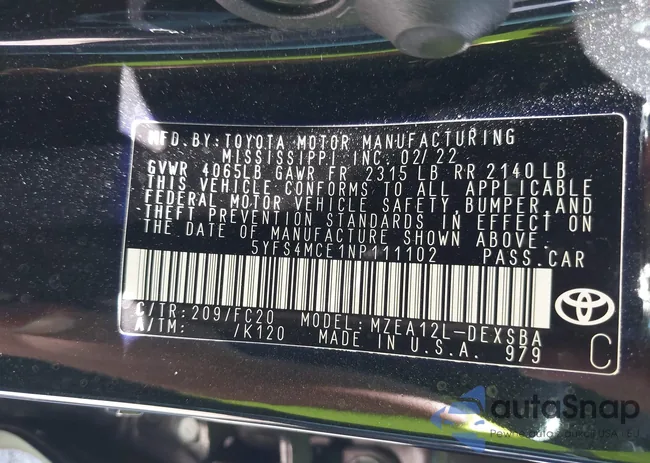 MFD. BY: TOYOTA MOTOR MANUFACTURING
MISSISSIPPI, INC. 02/22
GVWR 4065LB GAWR FR 2315 LB RR 2140 LB
THIS VEHICLE CONFORMS TO ALL APPLICABLE
FEDERAL MOTOR VEHICLE SAFETY, BUMPER, AND
THEFT PREVENTION STANDARDS IN EFFECT ON
THE DATE OF MANUFACTURE SHOWN ABOVE.
5YFS4MCE1NP111102 PASS. CAR
C/TR: 209/FC20 MODEL: MZEA12L-DEXSBA
A/TM: /K120 MADE IN U.S.A. 979
C
autaSnap